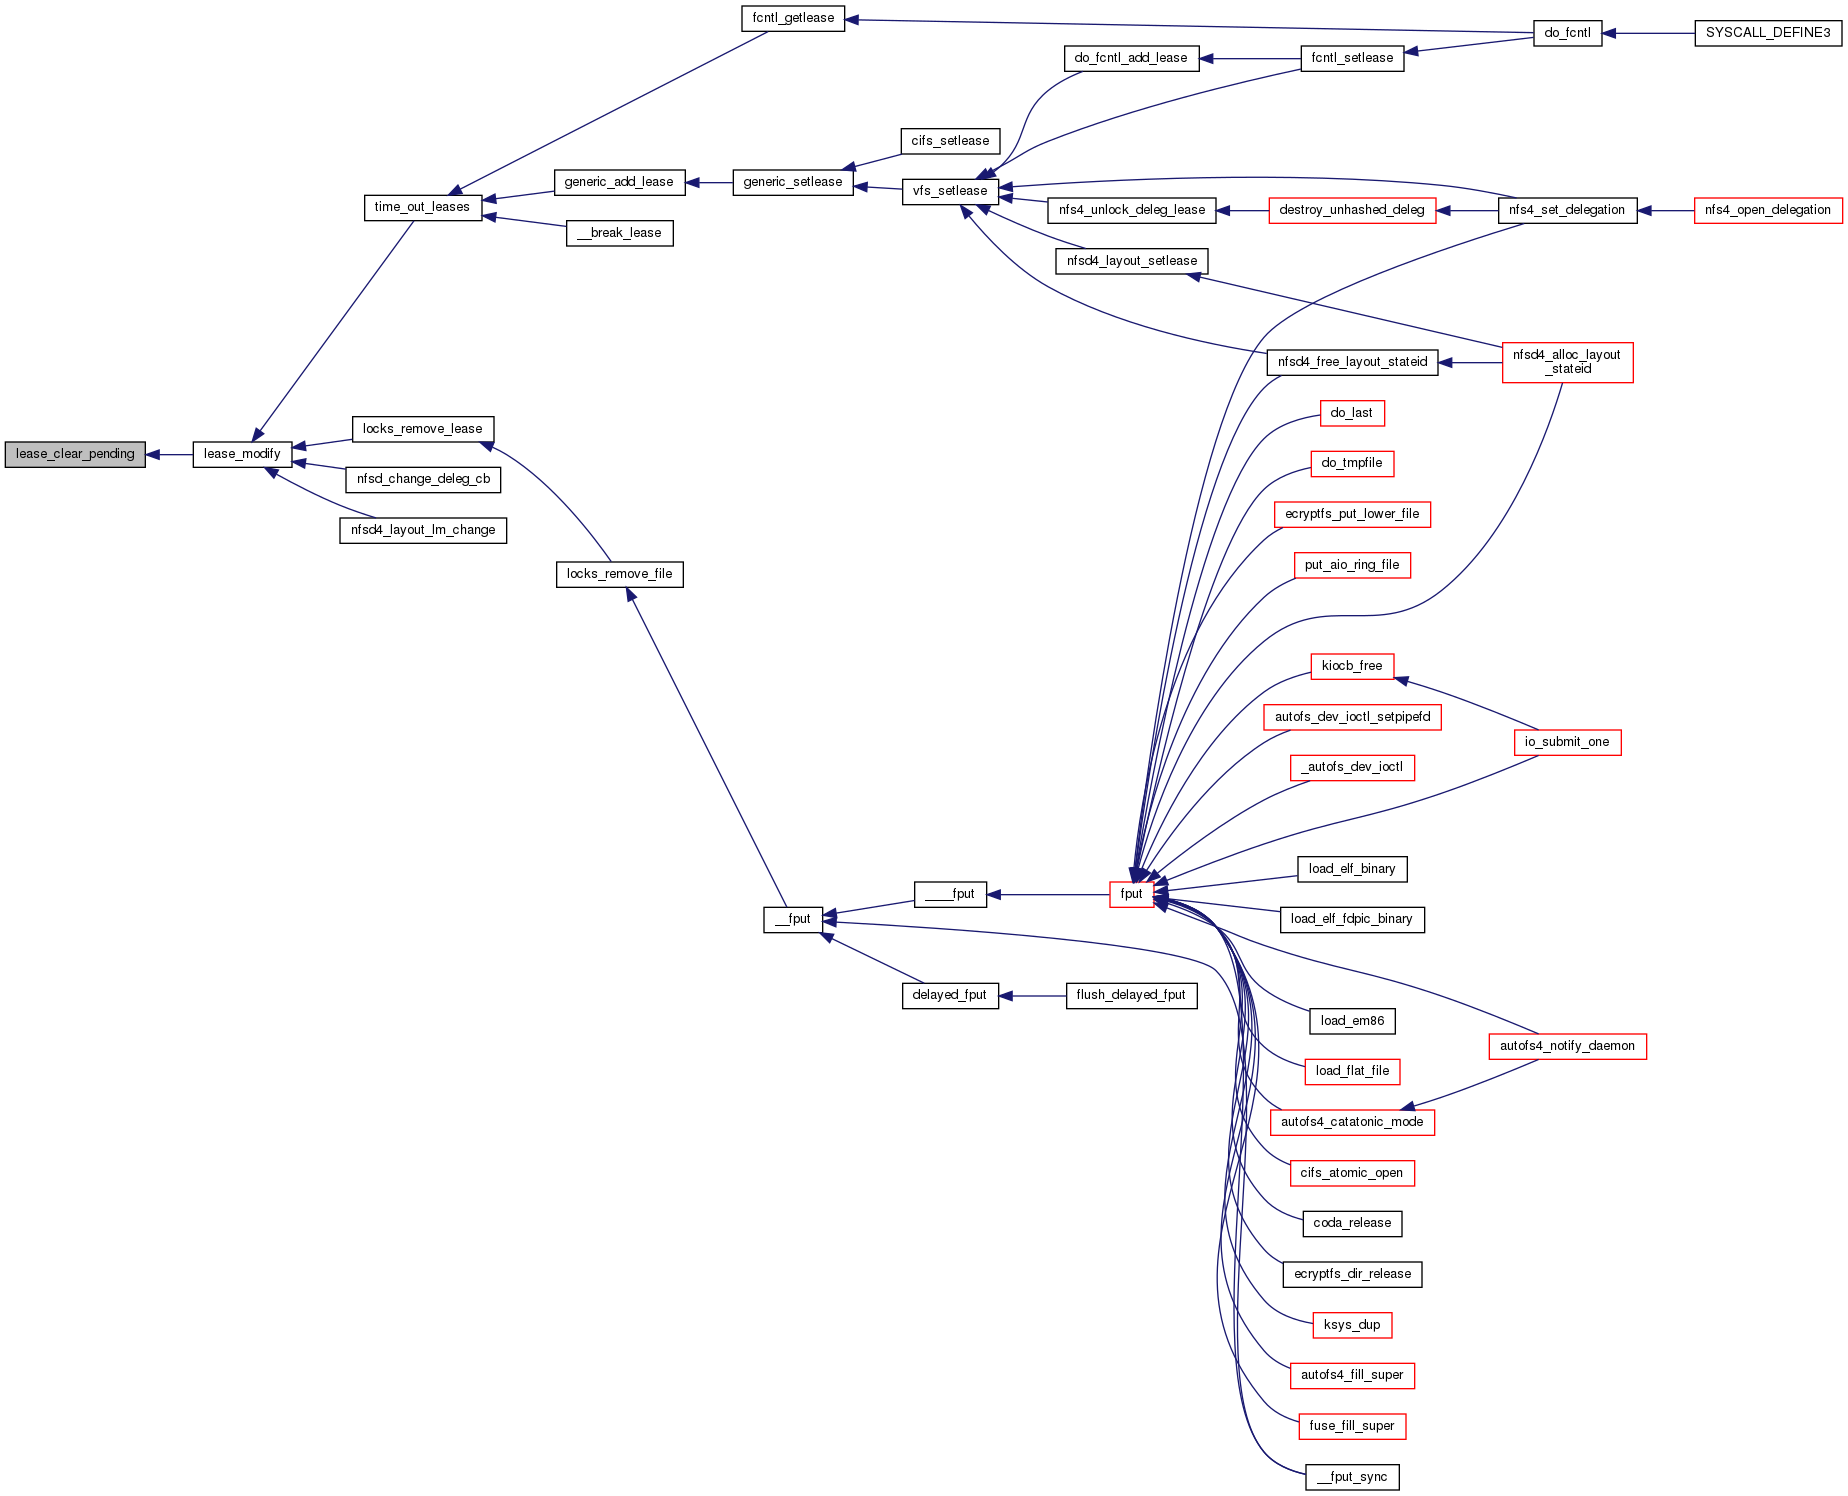 fcntl_getlease
do_fcntl
SYSCALL_DEFINE3
do_fcntl_add_lease
fcntl_setlease
cifs_setlease
generic_add_lease
generic_setlease
vfs_setlease
time_out_leases
nfs4_unlock_deleg_lease
destroy_unhashed_deleg
nfs4_set_delegation
nfs4_open_delegation
__break_lease
nfsd4_layout_setlease
nfsd4_free_layout_stateid
nfsd4_alloc_layout
_stateid
do_last
locks_remove_lease
lease_clear_pending
lease_modify
do_tmpfile
nfsd_change_deleg_cb
ecryptfs_put_lower_file
nfsd4_layout_lm_change
put_aio_ring_file
locks_remove_file
kiocb_free
autofs_dev_ioctl_setpipefd
io_submit_one
_autofs_dev_ioctl
load_elf_binary
____fput
fput
__fput
load_elf_fdpic_binary
delayed_fput
flush_delayed_fput
load_em86
autofs4_notify_daemon
load_flat_file
autofs4_catatonic_mode
cifs_atomic_open
coda_release
ecryptfs_dir_release
ksys_dup
autofs4_fill_super
fuse_fill_super
__fput_sync